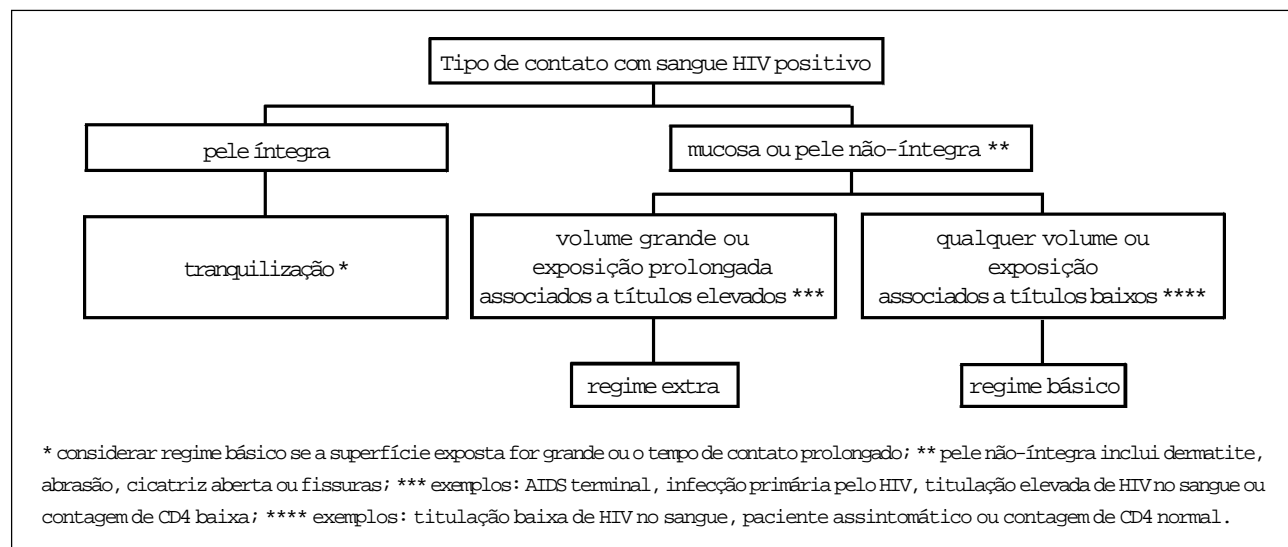 Tipo de contato com sangue HIV positivo
pele íntegra
mucosa ou pele não-íntegra **
tranquilização *
volume grande ou
exposição prolongada
associados a títulos elevados ***
qualquer volume ou
exposição
associados a títulos baixos ****
regime extra
regime básico
* considerar regime básico se a superfície exposta for grande ou o tempo de contato prolongado; ** pele não-íntegra inclui dermatite,
abrasão, cicatriz aberta ou fissuras; *** exemplos: AIDS terminal, infecção primária pelo HIV, titulação elevada de HIV no sangue ou
contagem de CD4 baixa; **** exemplos: titulação baixa de HIV no sangue, paciente assintomático ou contagem de CD4 normal.